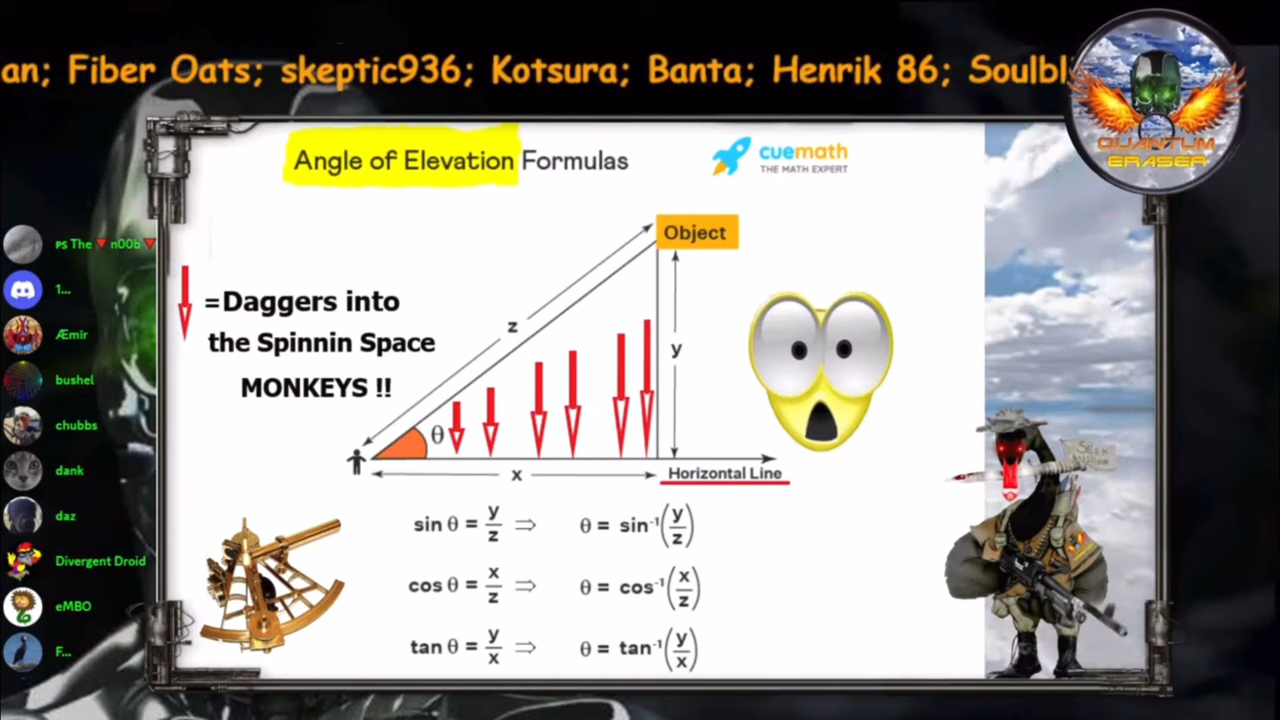 an; Fiber Oats; skeptic936; Kotsura; Banta; Henrik 86; Soulbl
QUANTUM
ERASER
Angle of Elevation Formulas
cuemath
THE MATH EXPERT
Object
ps The 🔻 n00b 🔻
1...
Æmir
bushel
chubbs
dank
daz
Divergent Droid
eMBO
F...
=Daggers into
the Spinnin Space
MONKEYS !!
z
y
θ
x
Horizontal Line
sin θ = y/z ⇒ θ = sin⁻¹(y/z)
cos θ = x/z ⇒ θ = cos⁻¹(x/z)
tan θ = y/x ⇒ θ = tan⁻¹(y/x)